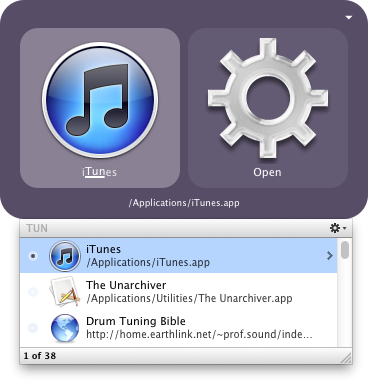 iTunes
Open
/Applications/iTunes.app
TUN
iTunes
/Applications/iTunes.app
The Unarchiver
/Applications/Utilities/The Unarchiver.app
Drum Tuning Bible
http://home.earthlink.net/~prof.sound/inde...
1 of 38